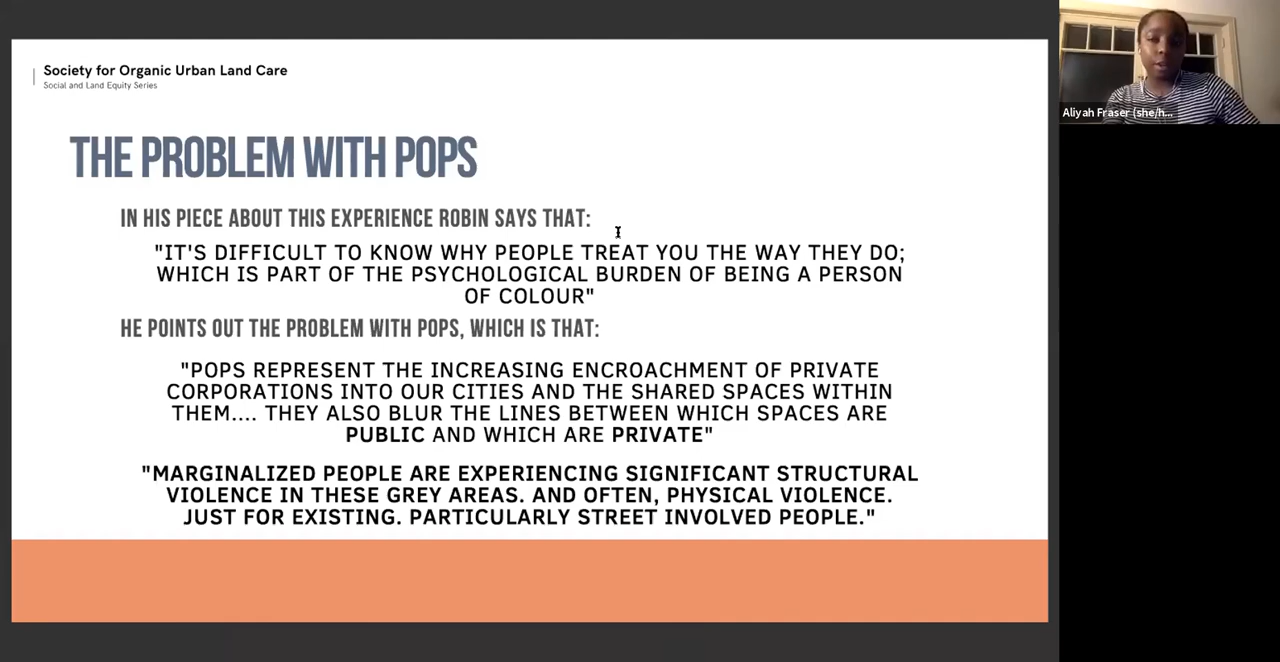 Society for Organic Urban Land Care
Social and Land Equity Series
THE PROBLEM WITH POPS
IN HIS PIECE ABOUT THIS EXPERIENCE ROBIN SAYS THAT:
"IT'S DIFFICULT TO KNOW WHY PEOPLE TREAT YOU THE WAY THEY DO;
WHICH IS PART OF THE PSYCHOLOGICAL BURDEN OF BEING A PERSON
OF COLOUR"
HE POINTS OUT THE PROBLEM WITH POPS, WHICH IS THAT:
"POPS REPRESENT THE INCREASING ENCROACHMENT OF PRIVATE
CORPORATIONS INTO OUR CITIES AND THE SHARED SPACES WITHIN
THEM.... THEY ALSO BLUR THE LINES BETWEEN WHICH SPACES ARE
PUBLIC AND WHICH ARE PRIVATE"
"MARGINALIZED PEOPLE ARE EXPERIENCING SIGNIFICANT STRUCTURAL
VIOLENCE IN THESE GREY AREAS. AND OFTEN, PHYSICAL VIOLENCE.
JUST FOR EXISTING. PARTICULARLY STREET INVOLVED PEOPLE."
Aliyah Fraser (she/h...